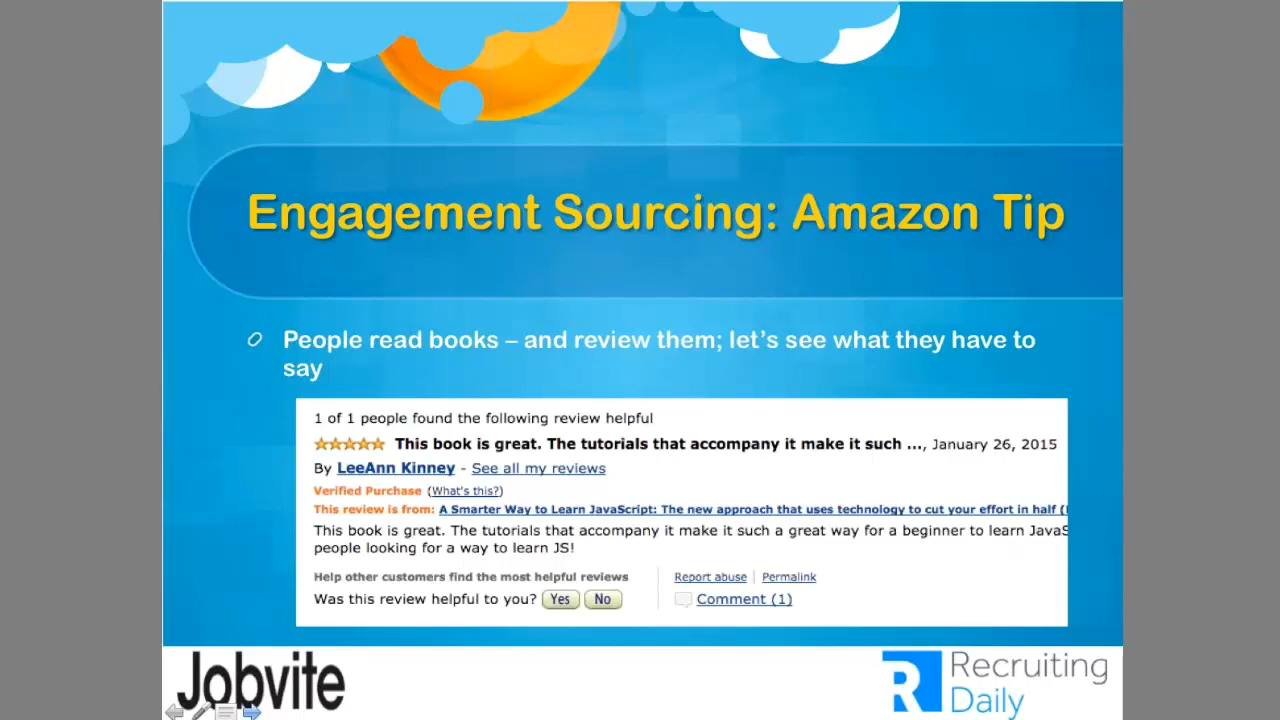 Engagement Sourcing: Amazon Tip
People read books – and review them; let's see what they have to
say
1 of 1 people found the following review helpful
This book is great. The tutorials that accompany it make it such ..., January 26, 2015
By LeeAnn Kinney - See all my reviews
Verified Purchase (What's this?)
This review is from: A Smarter Way to Learn JavaScript: The new approach that uses technology to cut your effort in half (
This book is great. The tutorials that accompany it make it such a great way for a beginner to learn JavaS
people looking for a way to learn JS!
Help other customers find the most helpful reviews
Was this review helpful to you? Yes No
Report abuse | Permalink
Comment (1)
Jobvite
R Recruiting
Daily